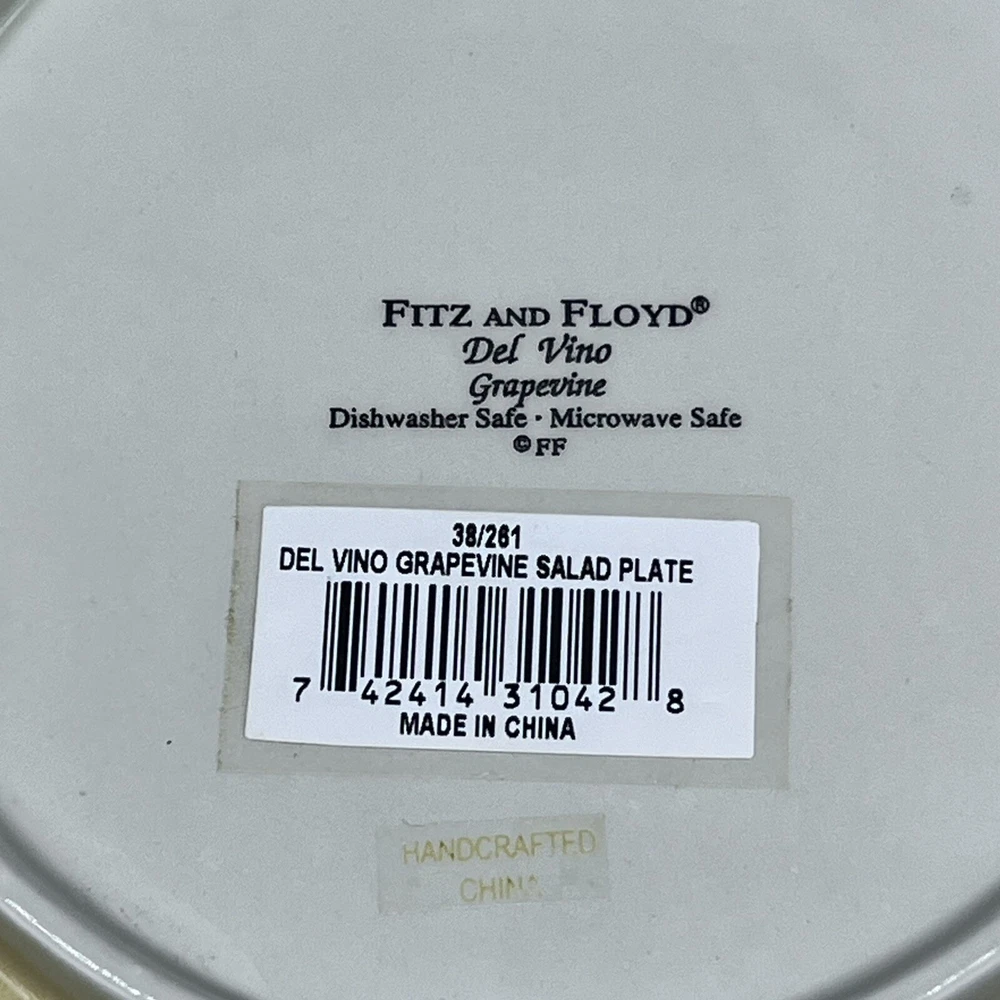 FITZ AND FLOYD®
Del Vino
Grapevine
Dishwasher Safe · Microwave Safe
© FF
38/261
DEL VINO GRAPEVINE SALAD PLATE
7 42414 31042 8
MADE IN CHINA
HANDCRAFTED
CHINA